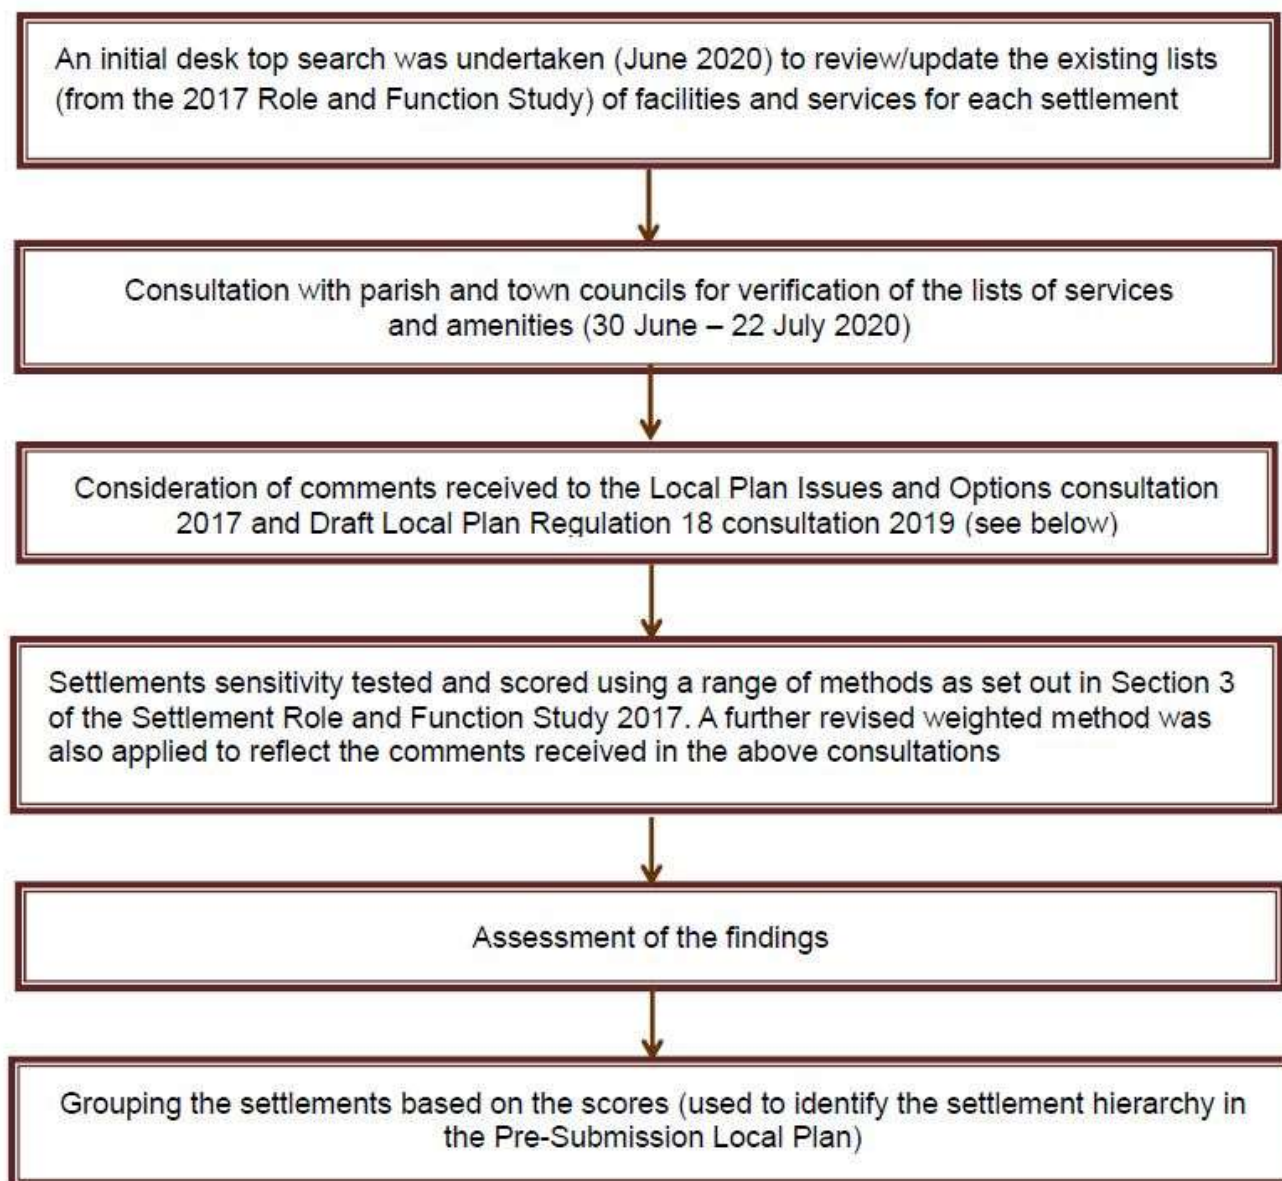 An initial desk top search was undertaken (June 2020) to review/update the existing lists
(from the 2017 Role and Function Study) of facilities and services for each settlement
Consultation with parish and town councils for verification of the lists of services
and amenities (30 June – 22 July 2020)
Consideration of comments received to the Local Plan Issues and Options consultation
2017 and Draft Local Plan Regulation 18 consultation 2019 (see below)
Settlements sensitivity tested and scored using a range of methods as set out in Section 3
of the Settlement Role and Function Study 2017. A further revised weighted method was
also applied to reflect the comments received in the above consultations
Assessment of the findings
Grouping the settlements based on the scores (used to identify the settlement hierarchy in
the Pre-Submission Local Plan)